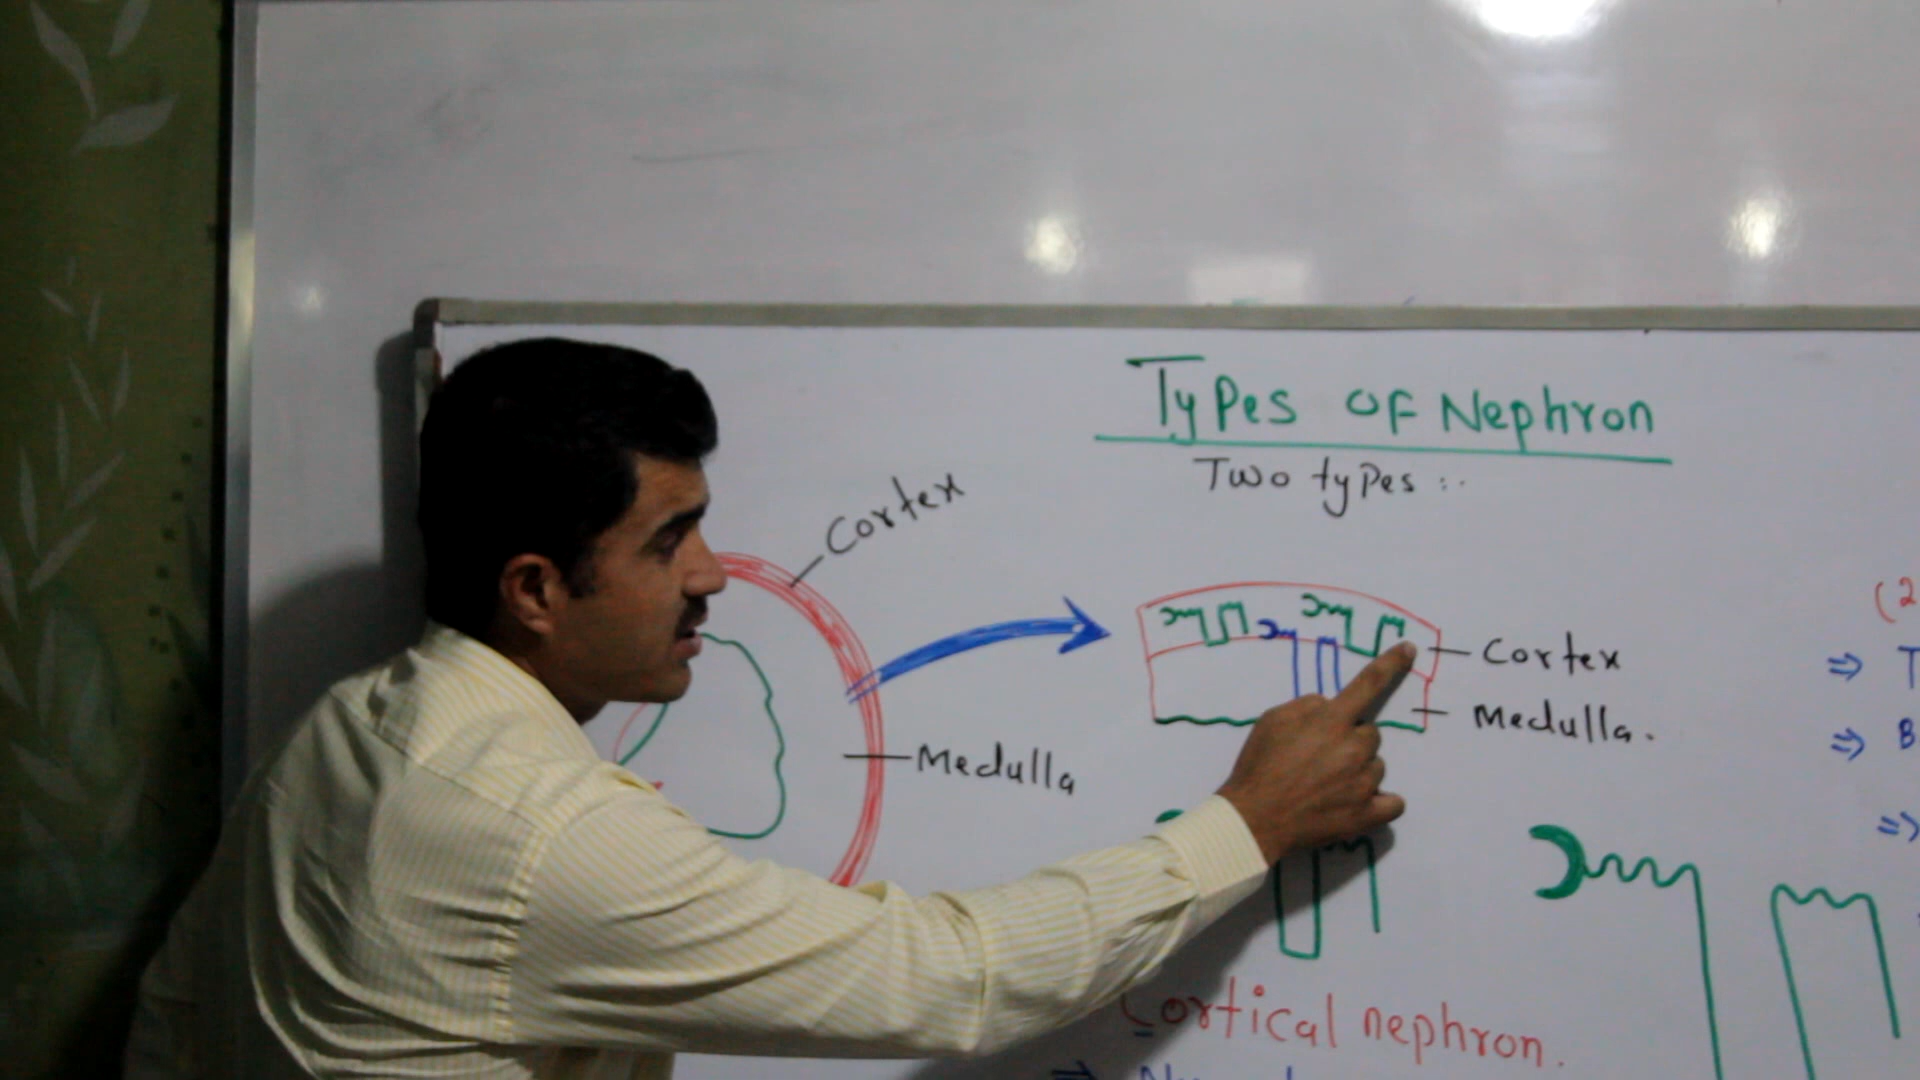 Types of Nephron
Two types :.
Cortex
Medulla
Cortex
Medulla.
(2
⇒ T
⇒ B
⇒
Cortical nephron.
⇒